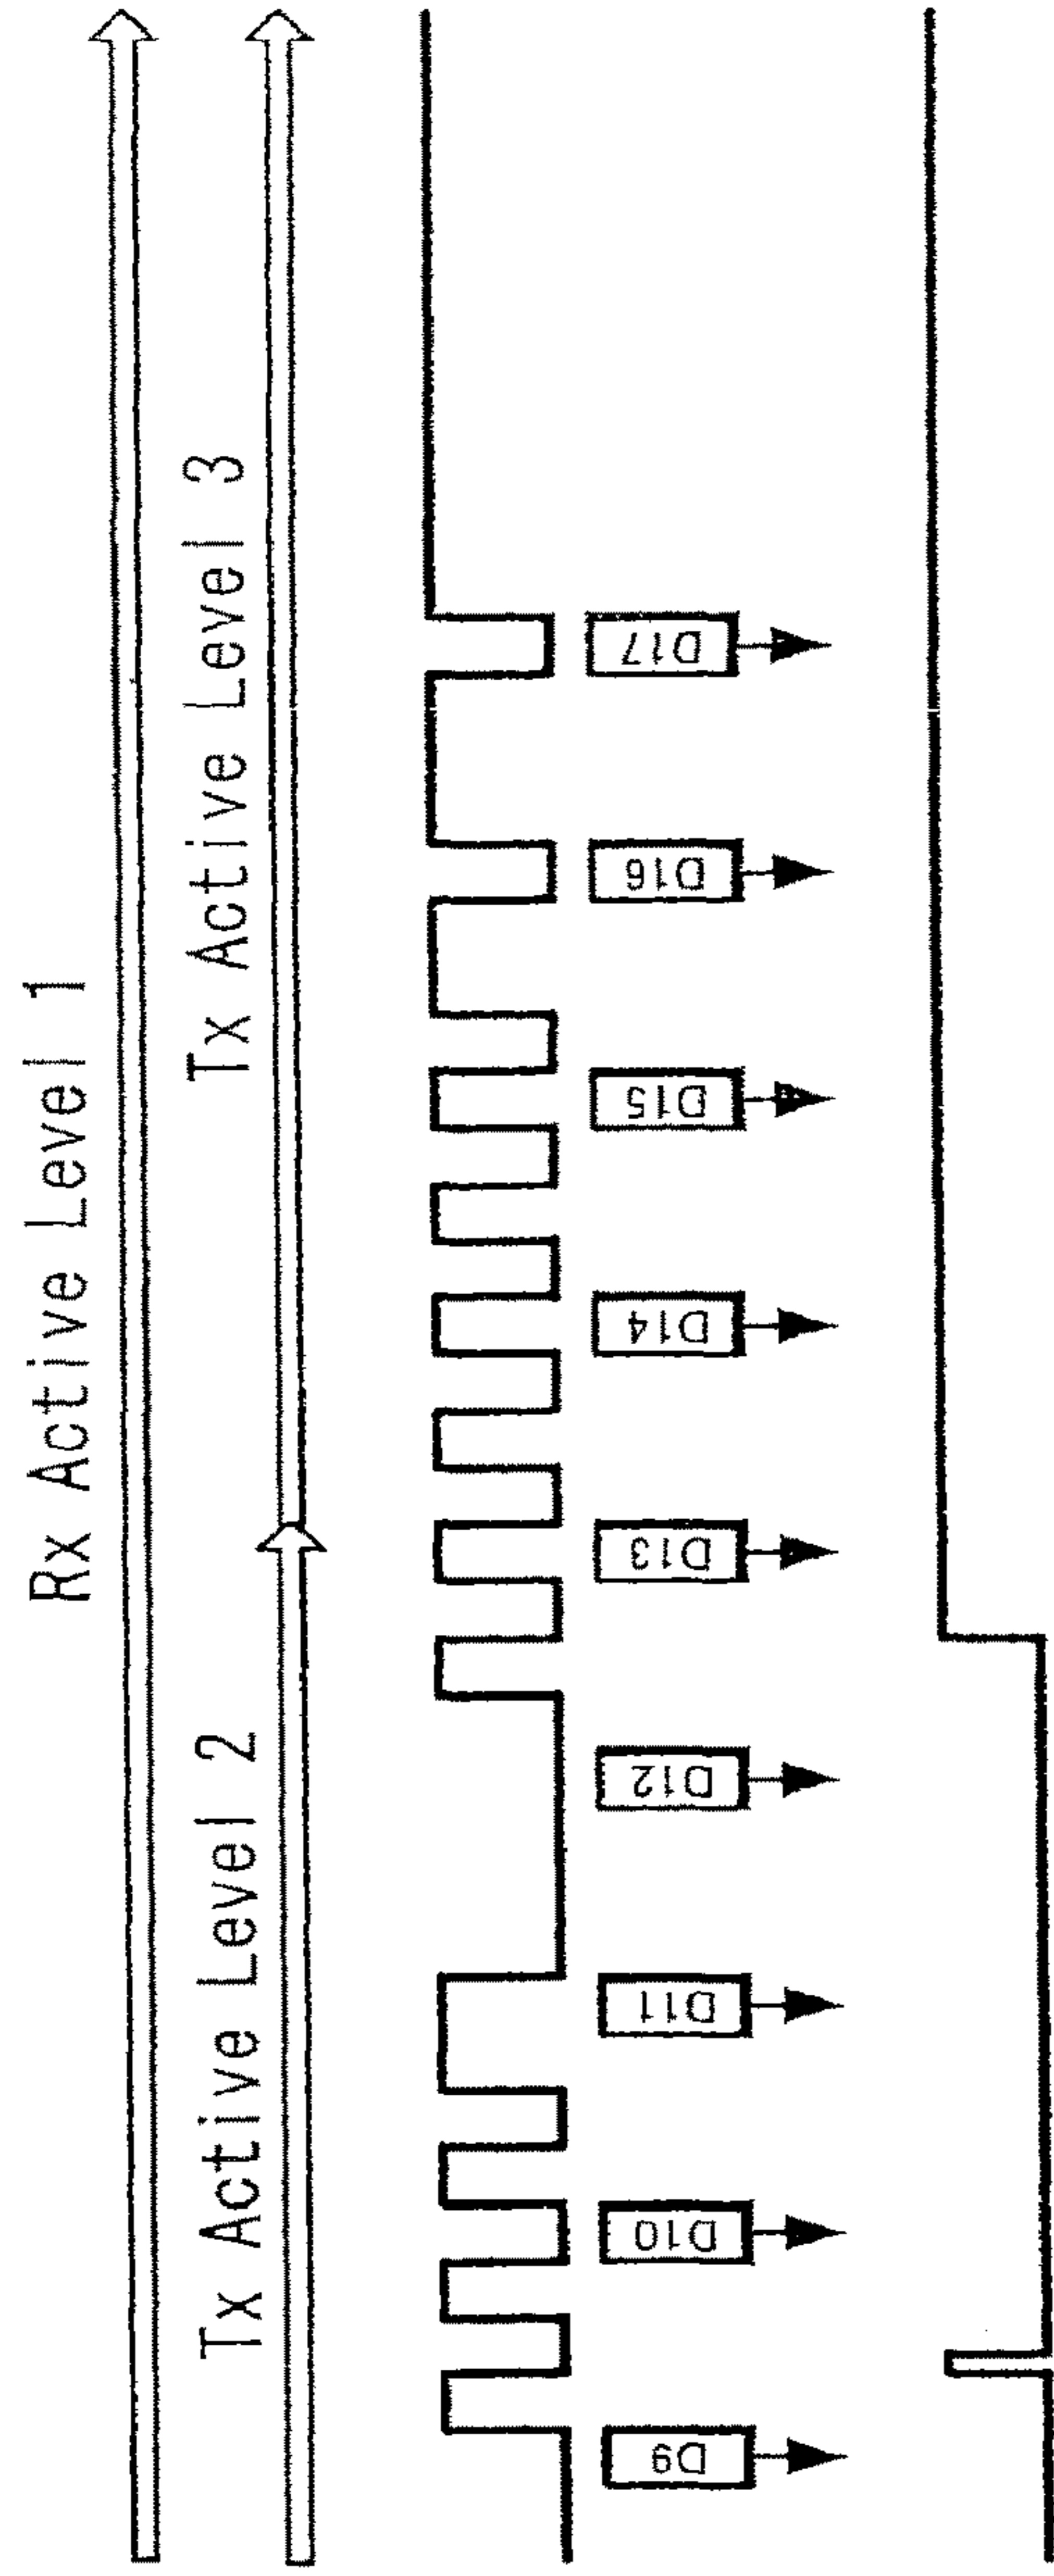 Rx Active Level 1
Tx Active Level 2
Tx Active Level 3
D9
D10
D11
D12
D13
D14
D15
D16
D17